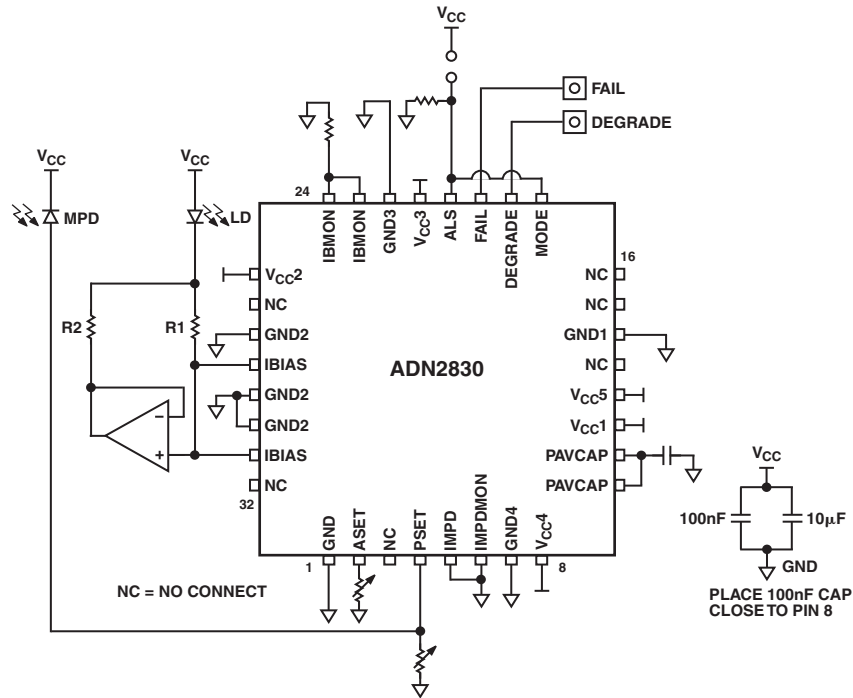 VCC
FAIL
DEGRADE
VCC
VCC
MPD
LD
24
IBMON
IBMON
GND3
VCC3
ALS
FAIL
DEGRADE
MODE
16
VCC2
NC
GND2
IBIAS
GND2
GND2
IBIAS
NC
32
R2
R1
–
+
ADN2830
NC
NC
GND1
NC
VCC5
VCC1
PAVCAP
PAVCAP
1
GND
ASET
NC
PSET
IMPD
IMPDMON
GND4
VCC4
8
NC = NO CONNECT
VCC
100nF
10μF
GND
PLACE 100nF CAP
CLOSE TO PIN 8